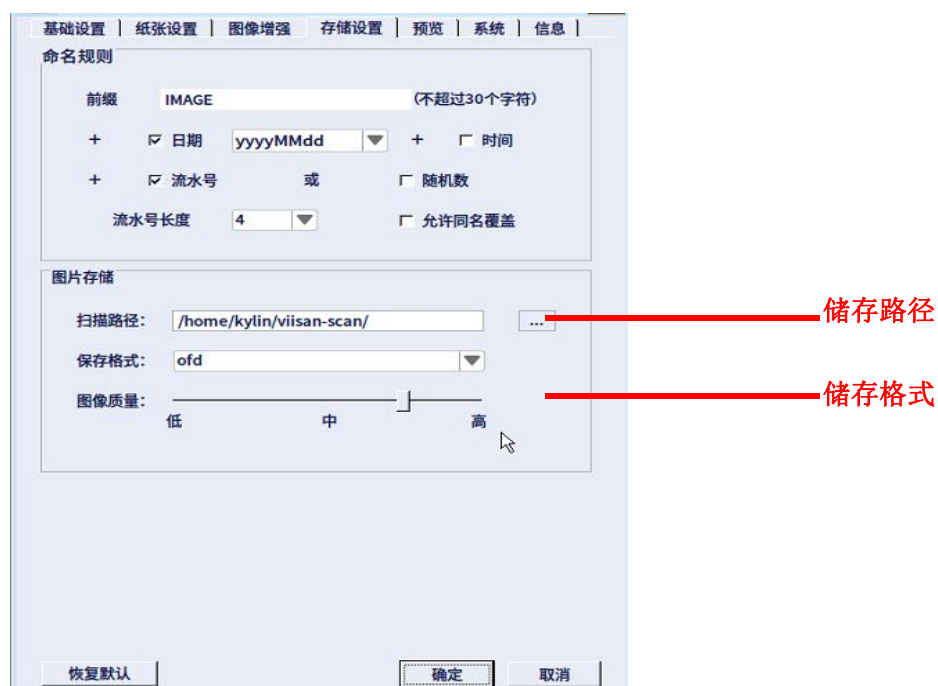 基础设置 | 纸张设置 | 图像增强 存储设置 | 预览 | 系统 | 信息 |
命名规则
前缀 IMAGE (不超过30个字符)
+ 日期 yyyyMMdd + 时间
+ 流水号 或 随机数
流水号长度 4 允许同名覆盖
图片存储
扫描路径: /home/kylin/viisan-scan/ ... 储存路径
保存格式: ofd
储存格式
图像质量:
低 中 高
恢复默认 确定 取消